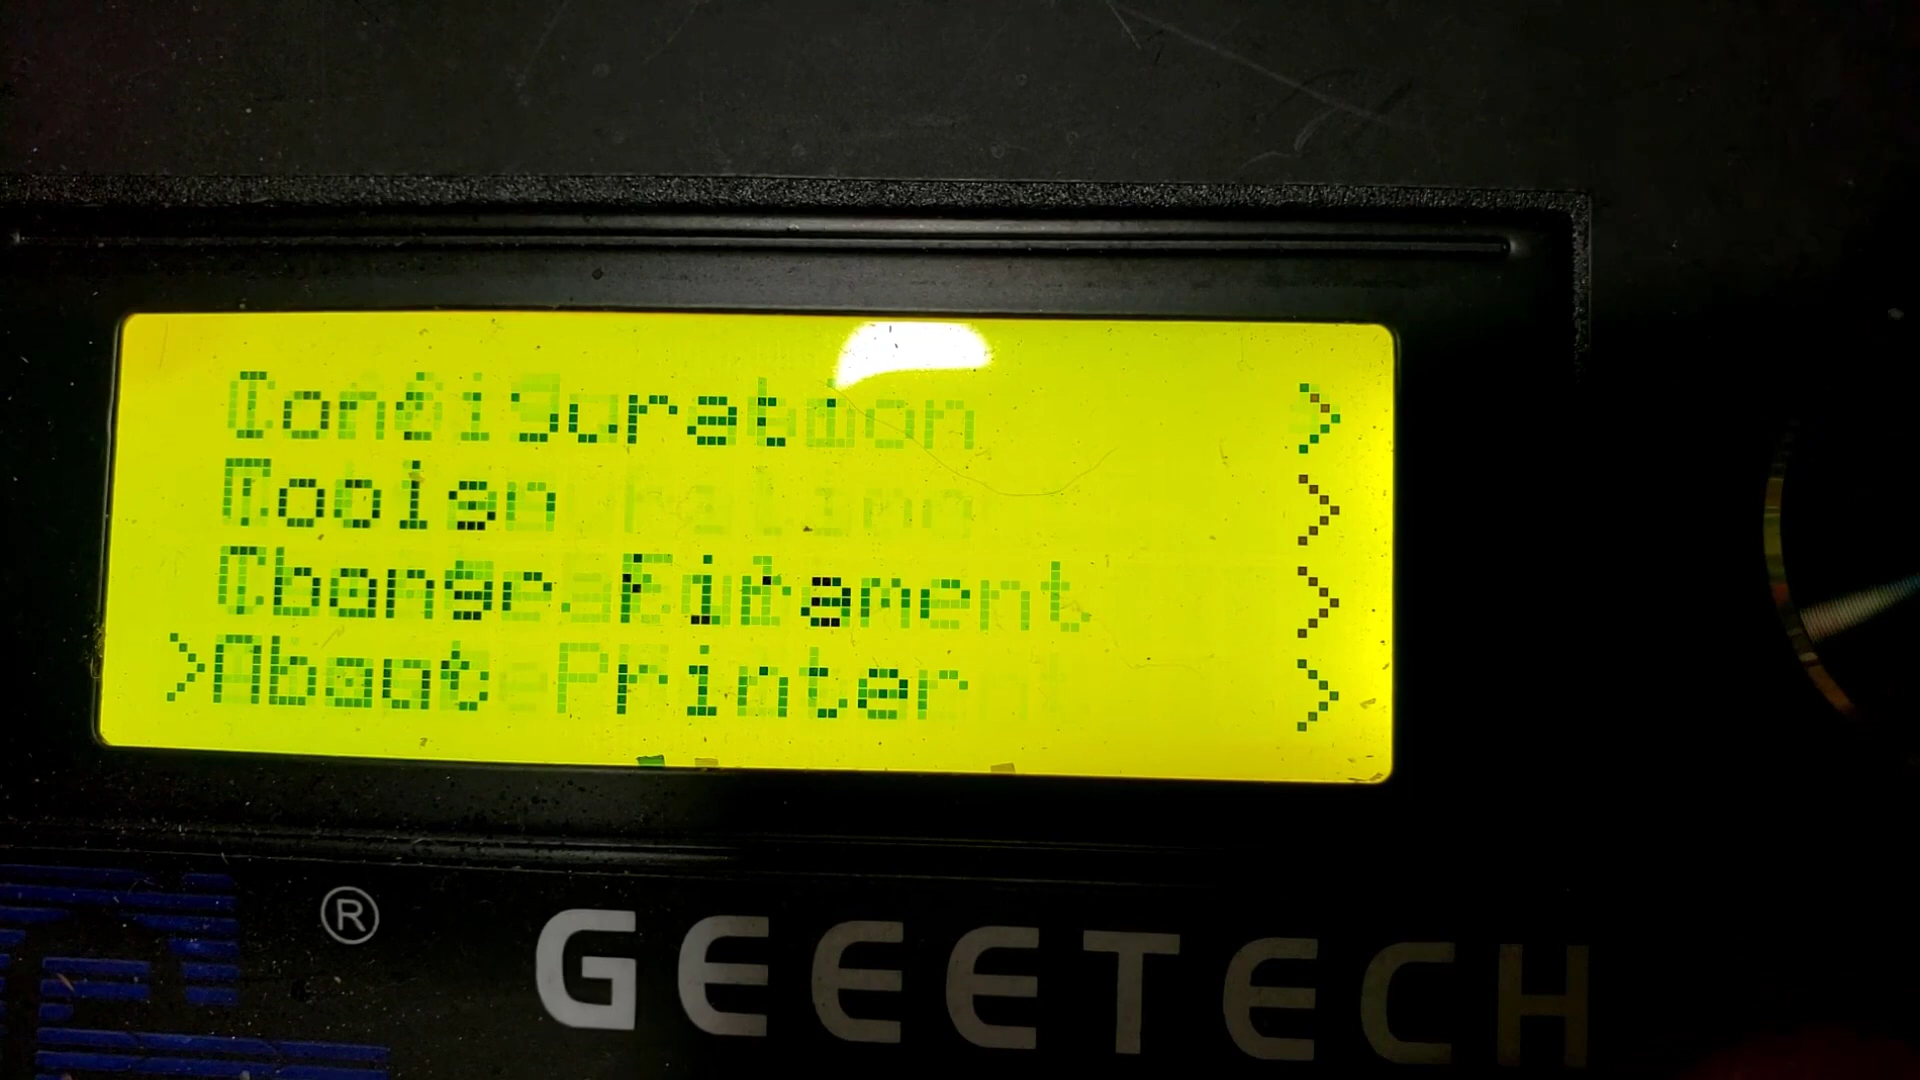 Configuration >
>
Change Filament >
>About Printer >
® GEEETECH